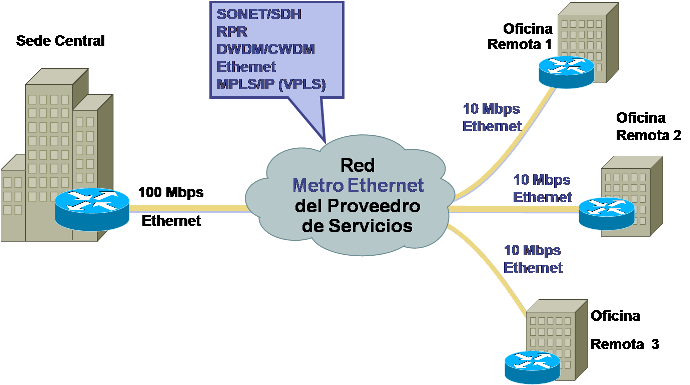 SONET/SDH
RPR
DWDM/CWDM
Ethernet
MPLS/IP (VPLS)
Sede Central
Oficina
Remota 1
10 Mbps
Ethernet
Oficina
Remota 2
100 Mbps
Ethernet
Red
Metro Ethernet
del Proveedro
de Servicios
10 Mbps
Ethernet
10 Mbps
Ethernet
Oficina
Remota 3